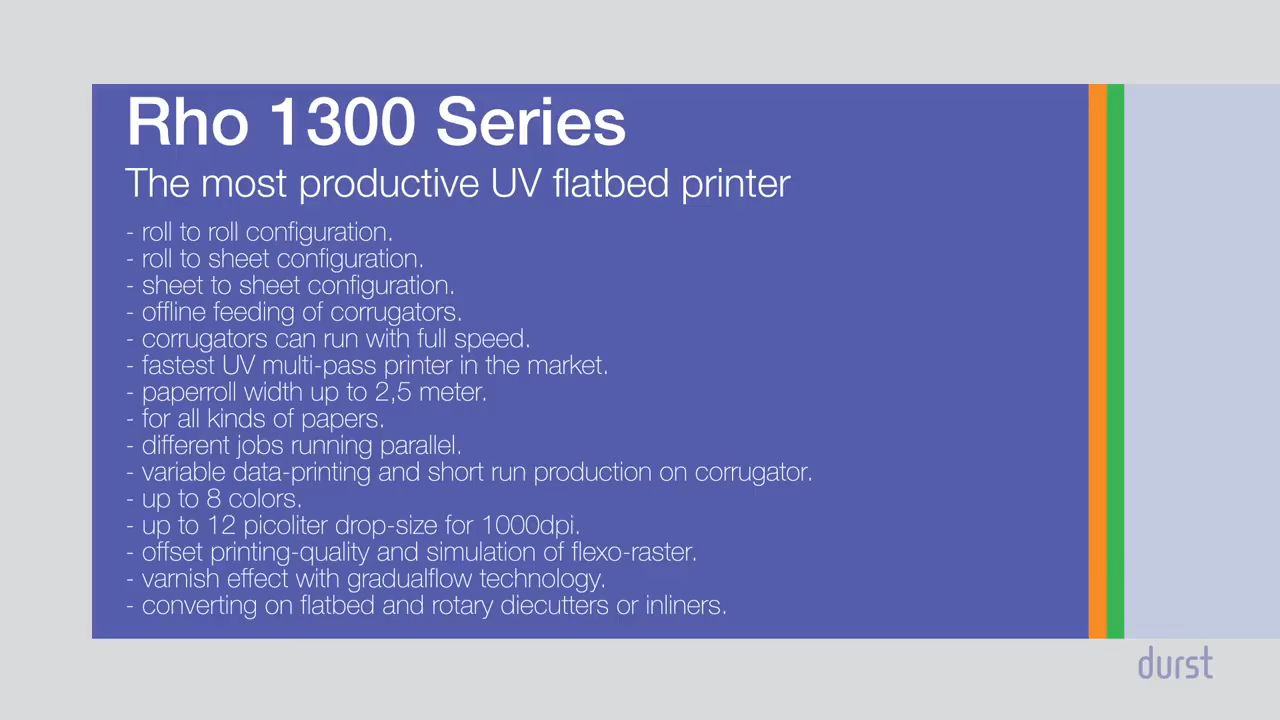 Rho 1300 Series
The most productive UV flatbed printer
- roll to roll configuration.
- roll to sheet configuration.
- sheet to sheet configuration.
- offline feeding of corrugators.
- corrugators can run with full speed.
- fastest UV multi-pass printer in the market.
- paperroll width up to 2,5 meter.
- for all kinds of papers.
- different jobs running parallel.
- variable data-printing and short run production on corrugator.
- up to 8 colors.
- up to 12 picoliter drop-size for 1000dpi.
- offset printing-quality and simulation of flexo-raster.
- varnish effect with gradualflow technology.
- converting on flatbed and rotary diecutters or inliners.
durst